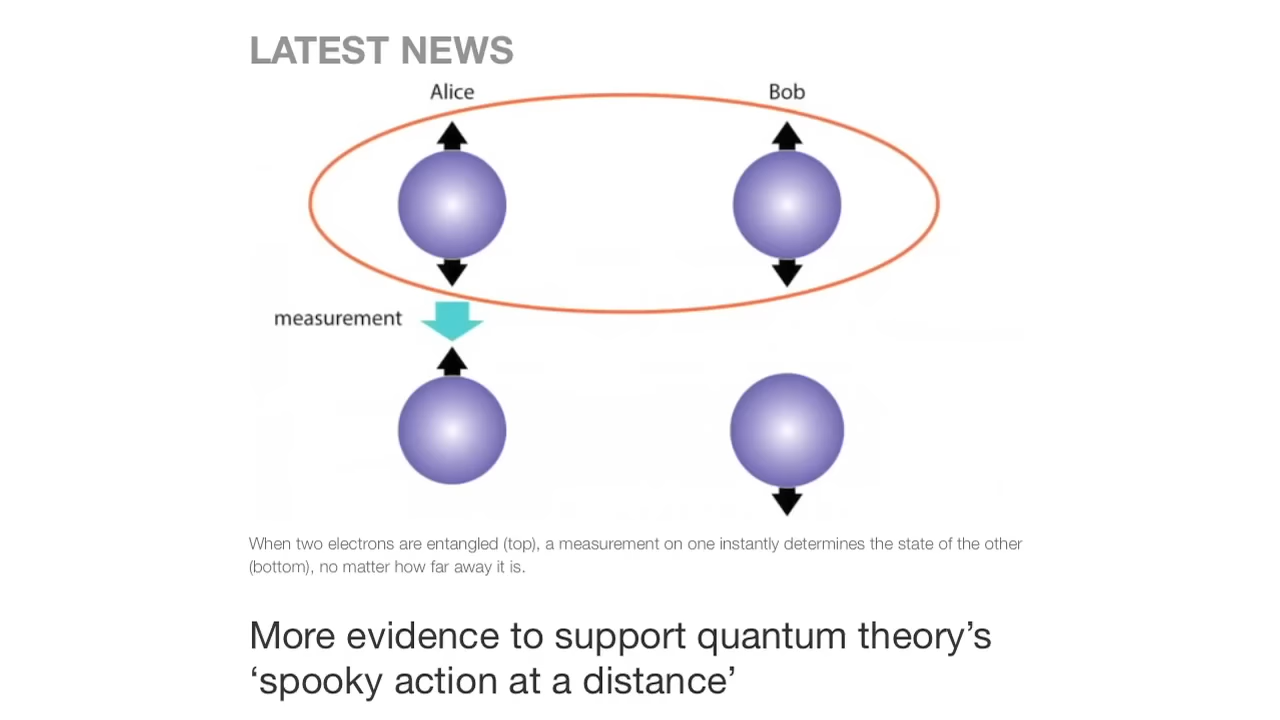 LATEST NEWS
Alice
Bob
measurement
When two electrons are entangled (top), a measurement on one instantly determines the state of the other
(bottom), no matter how far away it is.
More evidence to support quantum theory’s
‘spooky action at a distance’